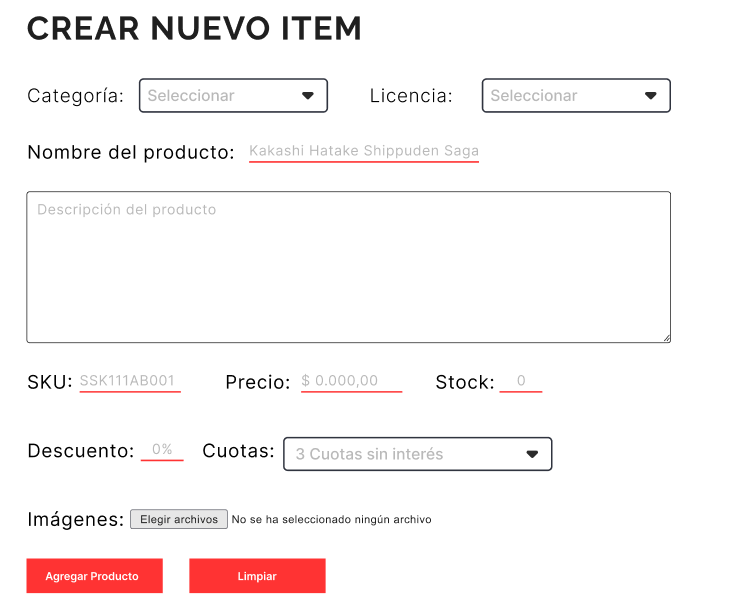 CREAR NUEVO ITEM
Categoría: Seleccionar Licencia: Seleccionar
Nombre del producto: Kakashi Hatake Shippuden Saga
Descripción del producto
SKU: SSK111AB001 Precio: $ 0.000,00 Stock: 0
Descuento: 0% Cuotas: 3 Cuotas sin interés
Imágenes: Elegir archivos No se ha seleccionado ningún archivo
Agregar Producto Limpiar